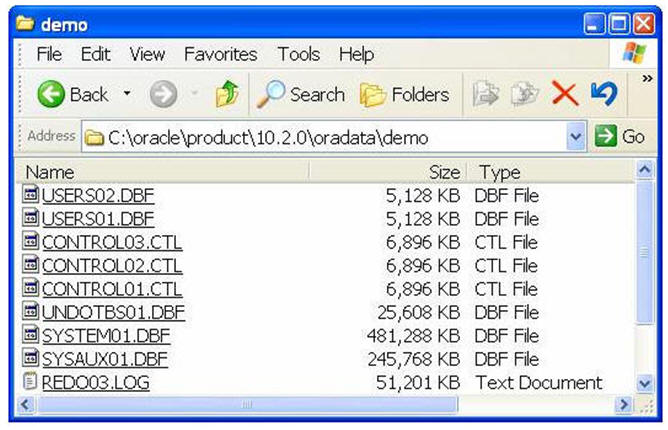 demo
File Edit View Favorites Tools Help
Back Search Folders »
Address C:\oracle\product\10.2.0\oradata\demo Go
Name Size Type
USERS02.DBF 5,128 KB DBF File
USERS01.DBF 5,128 KB DBF File
CONTROL03.CTL 6,896 KB CTL File
CONTROL02.CTL 6,896 KB CTL File
CONTROL01.CTL 6,896 KB CTL File
UNDOTBS01.DBF 25,608 KB DBF File
SYSTEM01.DBF 481,288 KB DBF File
SYSAUX01.DBF 245,768 KB DBF File
REDO03.LOG 51,201 KB Text Document